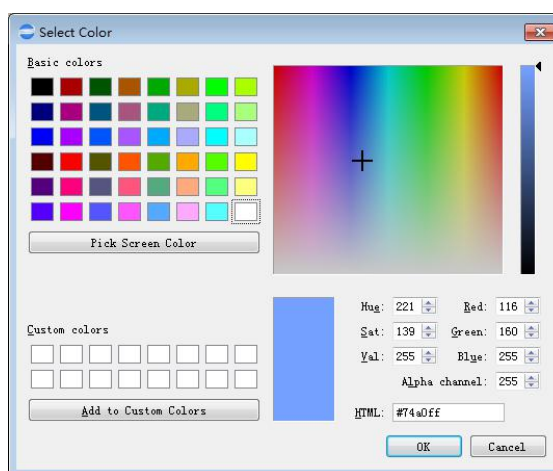 Select Color
Basic colors
Pick Screen Color
Custom colors
Add to Custom Colors
Hue: 221 Red: 116
Sat: 139 Green: 160
Val: 255 Blue: 255
Alpha channel: 255
HTML: #74a0ff
OK Cancel